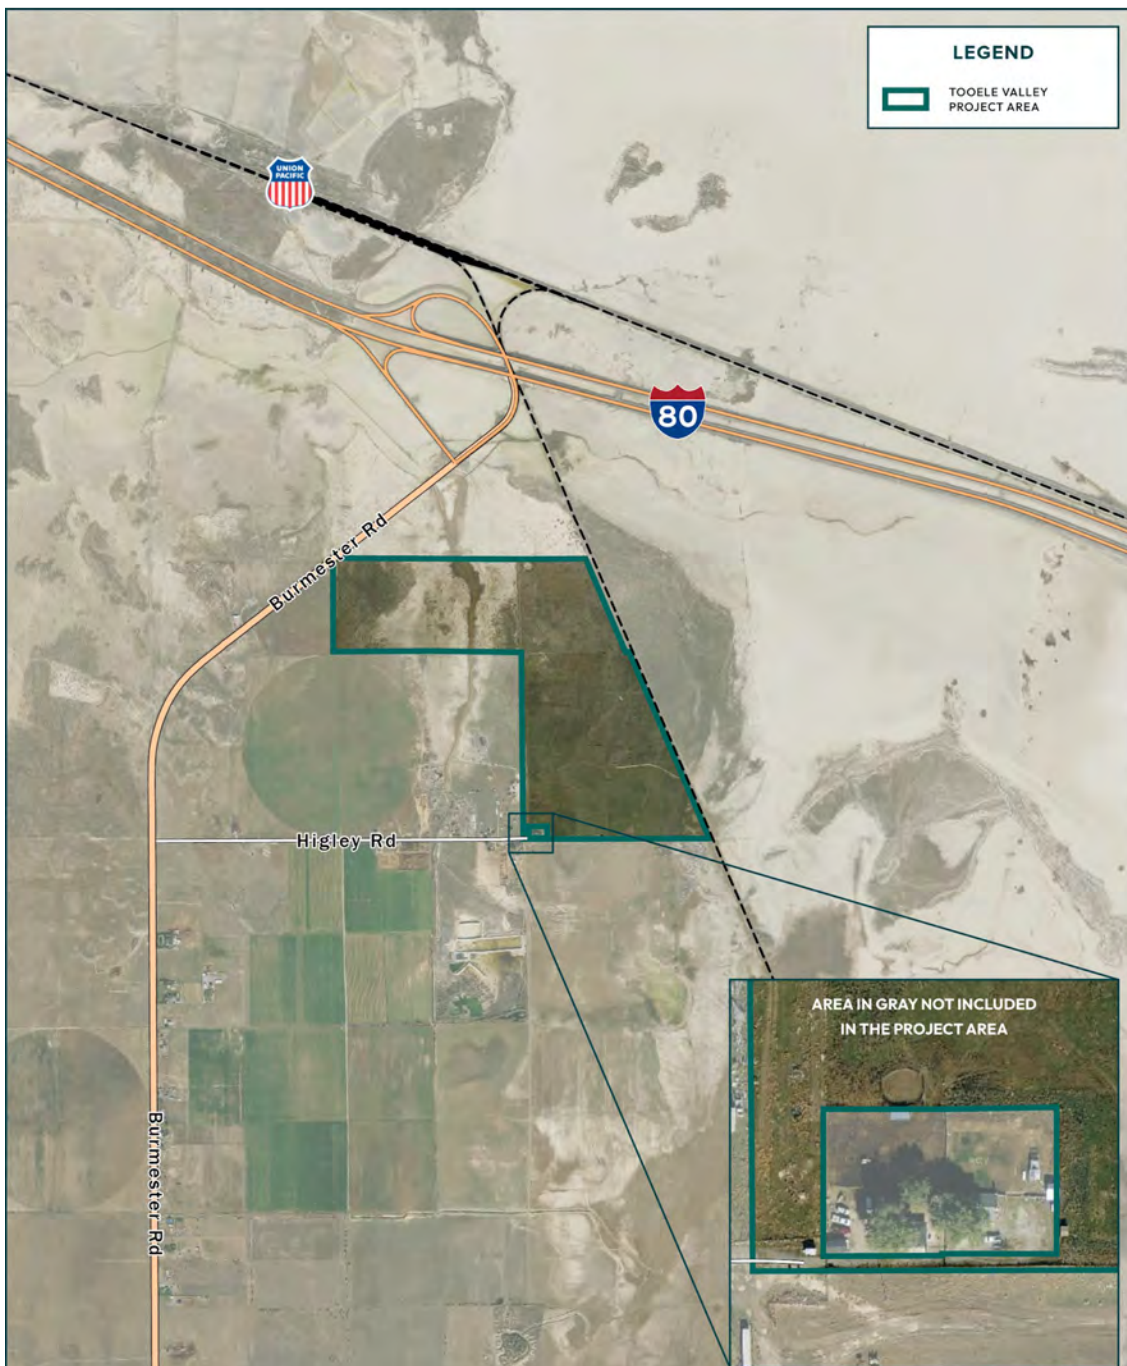 LEGEND
TOOELE VALLEY
PROJECT AREA
UNION
PACIFIC
80
Burmester Rd
Higley Rd
AREA IN GRAY NOT INCLUDED
IN THE PROJECT AREA
Burmester Rd